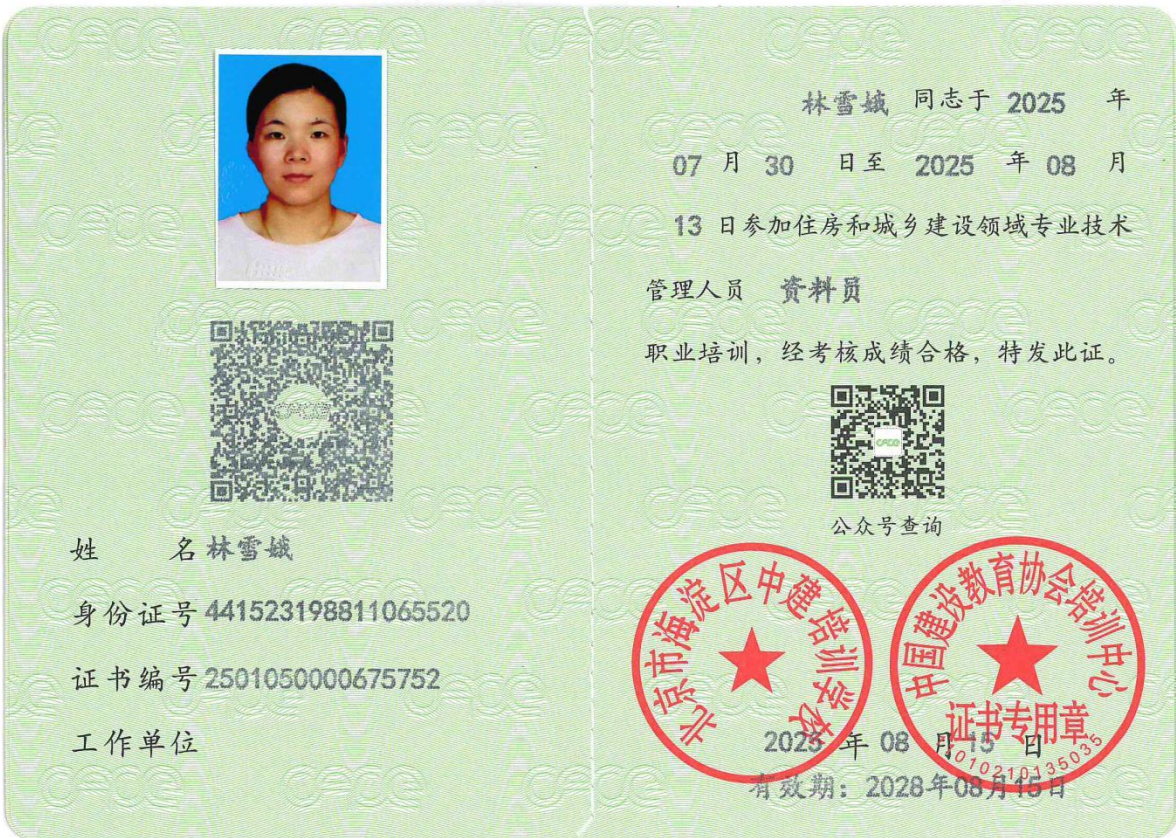 姓 名 林雪娥
身份证号 441523198811065520
证书编号 2501050000675752
工作单位
林雪娥 同志于 2025 年
07 月 30 日至 2025 年 08 月
13 日参加住房和城乡建设领域专业技术
管理人员 资料员
职业培训，经考核成绩合格，特发此证。
CECE
公众号查询
北京市海淀区中建培训学校
中国建设教育协会培训中心
证书专用章
2025 年 08 月 15 日
有效期：2028年08月15日